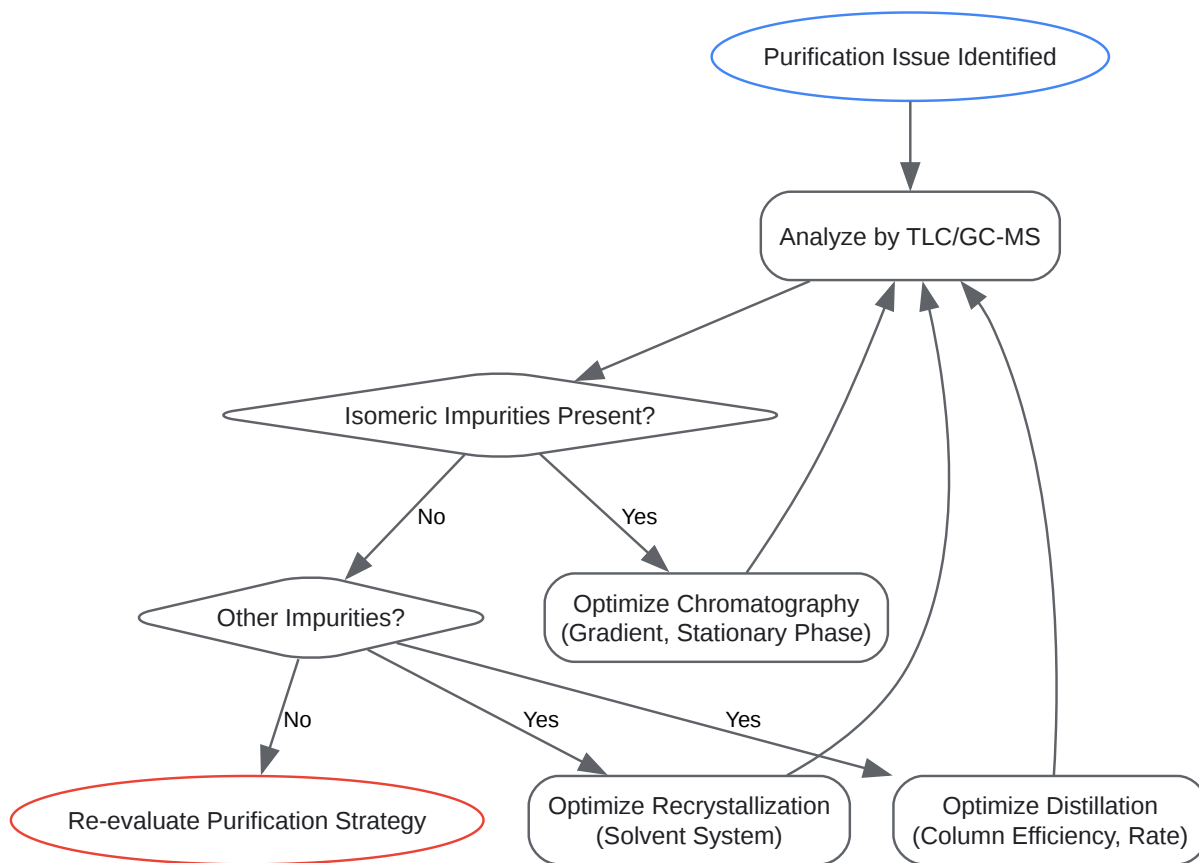 Purification Issue Identified
Analyze by TLC/GC-MS
Isomeric Impurities Present?
No
Yes
Other Impurities?
Optimize Chromatography
(Gradient, Stationary Phase)
No
Yes
Yes
Re-evaluate Purification Strategy
Optimize Recrystallization
(Solvent System)
Optimize Distillation
(Column Efficiency, Rate)